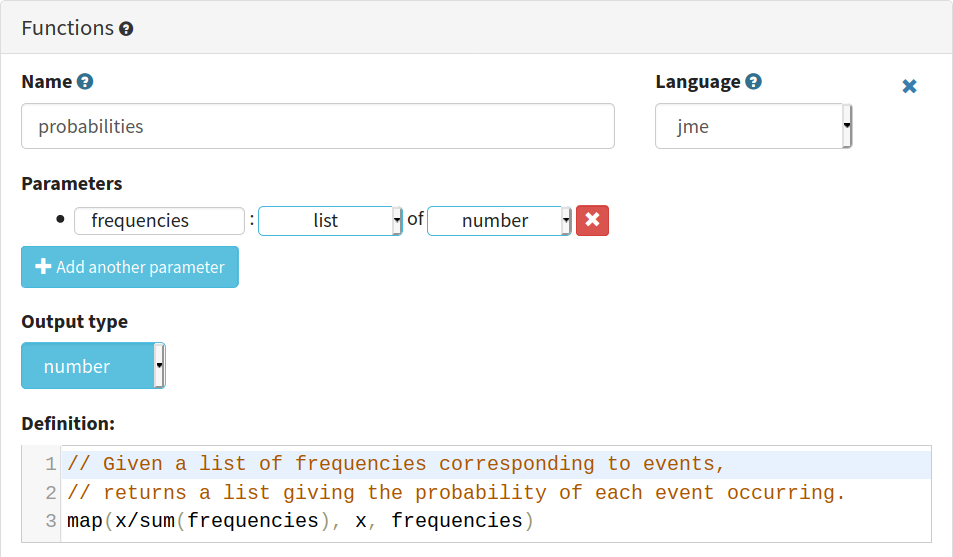 Functions ?
Name ? Language ?
probabilities jme
Parameters
• frequencies : list of number
Add another parameter
Output type
number
Definition:
1 // Given a list of frequencies corresponding to events,
2 // returns a list giving the probability of each event occurring.
3 map(x/sum(frequencies), x, frequencies)